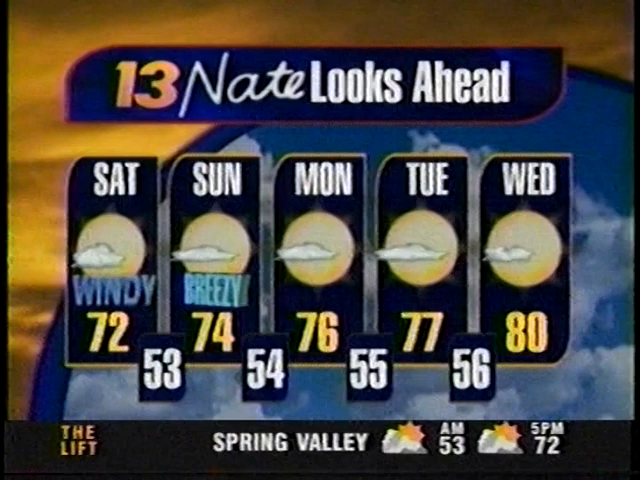 13 Nate Looks Ahead
SAT SUN MON TUE WED
WINDY BREEZY
72 74 76 77 80
53 54 55 56
THE LIFT
SPRING VALLEY AM 53 5PM 72